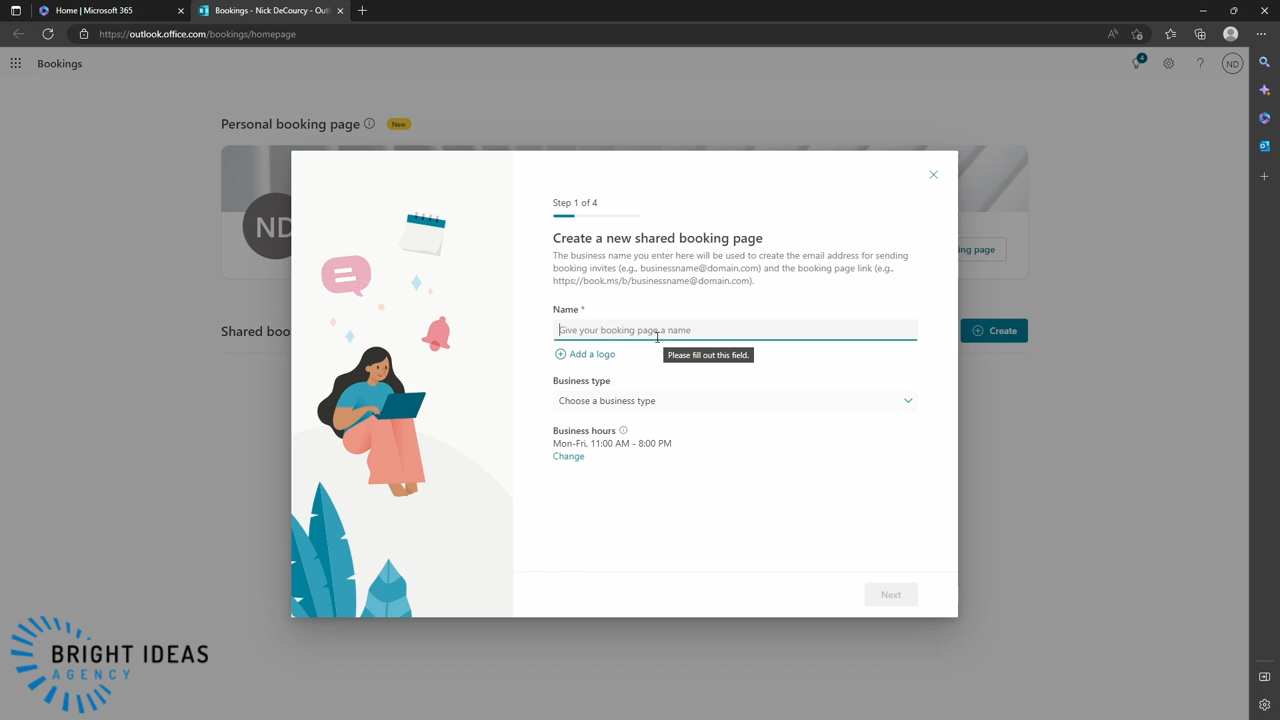 Home | Microsoft 365
Bookings - Nick DeCourcy - Outl
https://outlook.office.com/bookings/homepage
Bookings
4
ND
Personal booking page
New
ND
ing page
Shared boo
Create
Step 1 of 4
Create a new shared booking page
The business name you enter here will be used to create the email address for sending
booking invites (e.g., businessname@domain.com) and the booking page link (e.g.,
https://book.ms/b/businessname@domain.com).
Name *
Give your booking page a name
Add a logo
Please fill out this field.
Business type
Choose a business type
Business hours
Mon-Fri, 11:00 AM - 8:00 PM
Change
Next
BRIGHT IDEAS
AGENCY